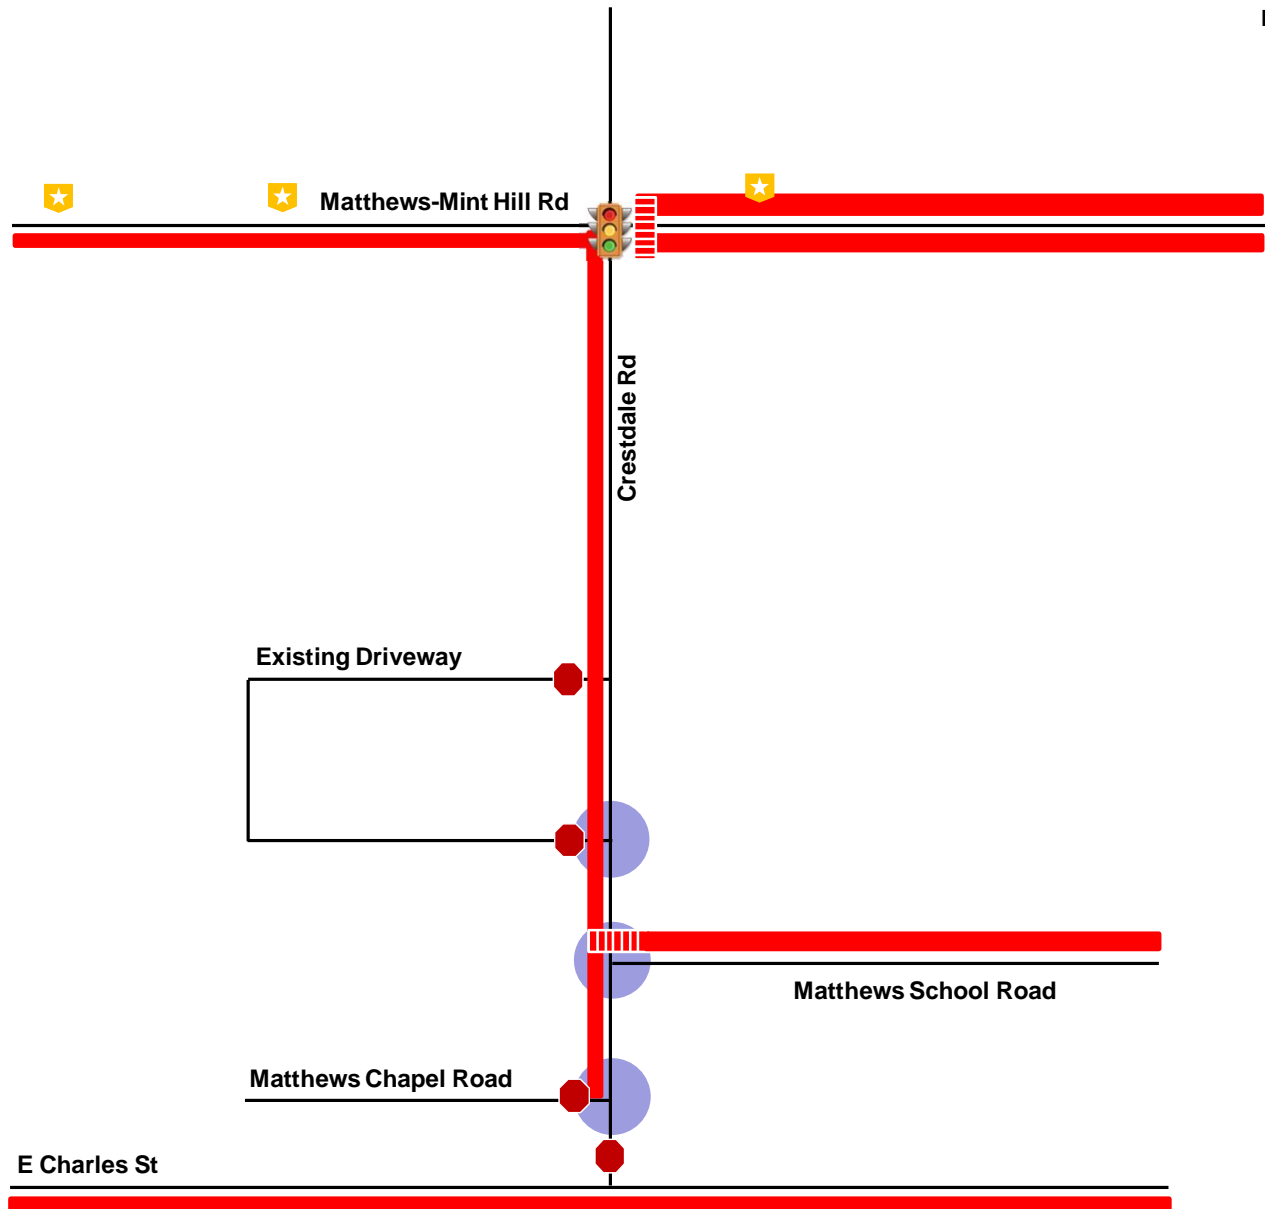 Matthews-Mint Hill Rd
Crestdale Rd
Existing Driveway
Matthews School Road
Matthews Chapel Road
E Charles St